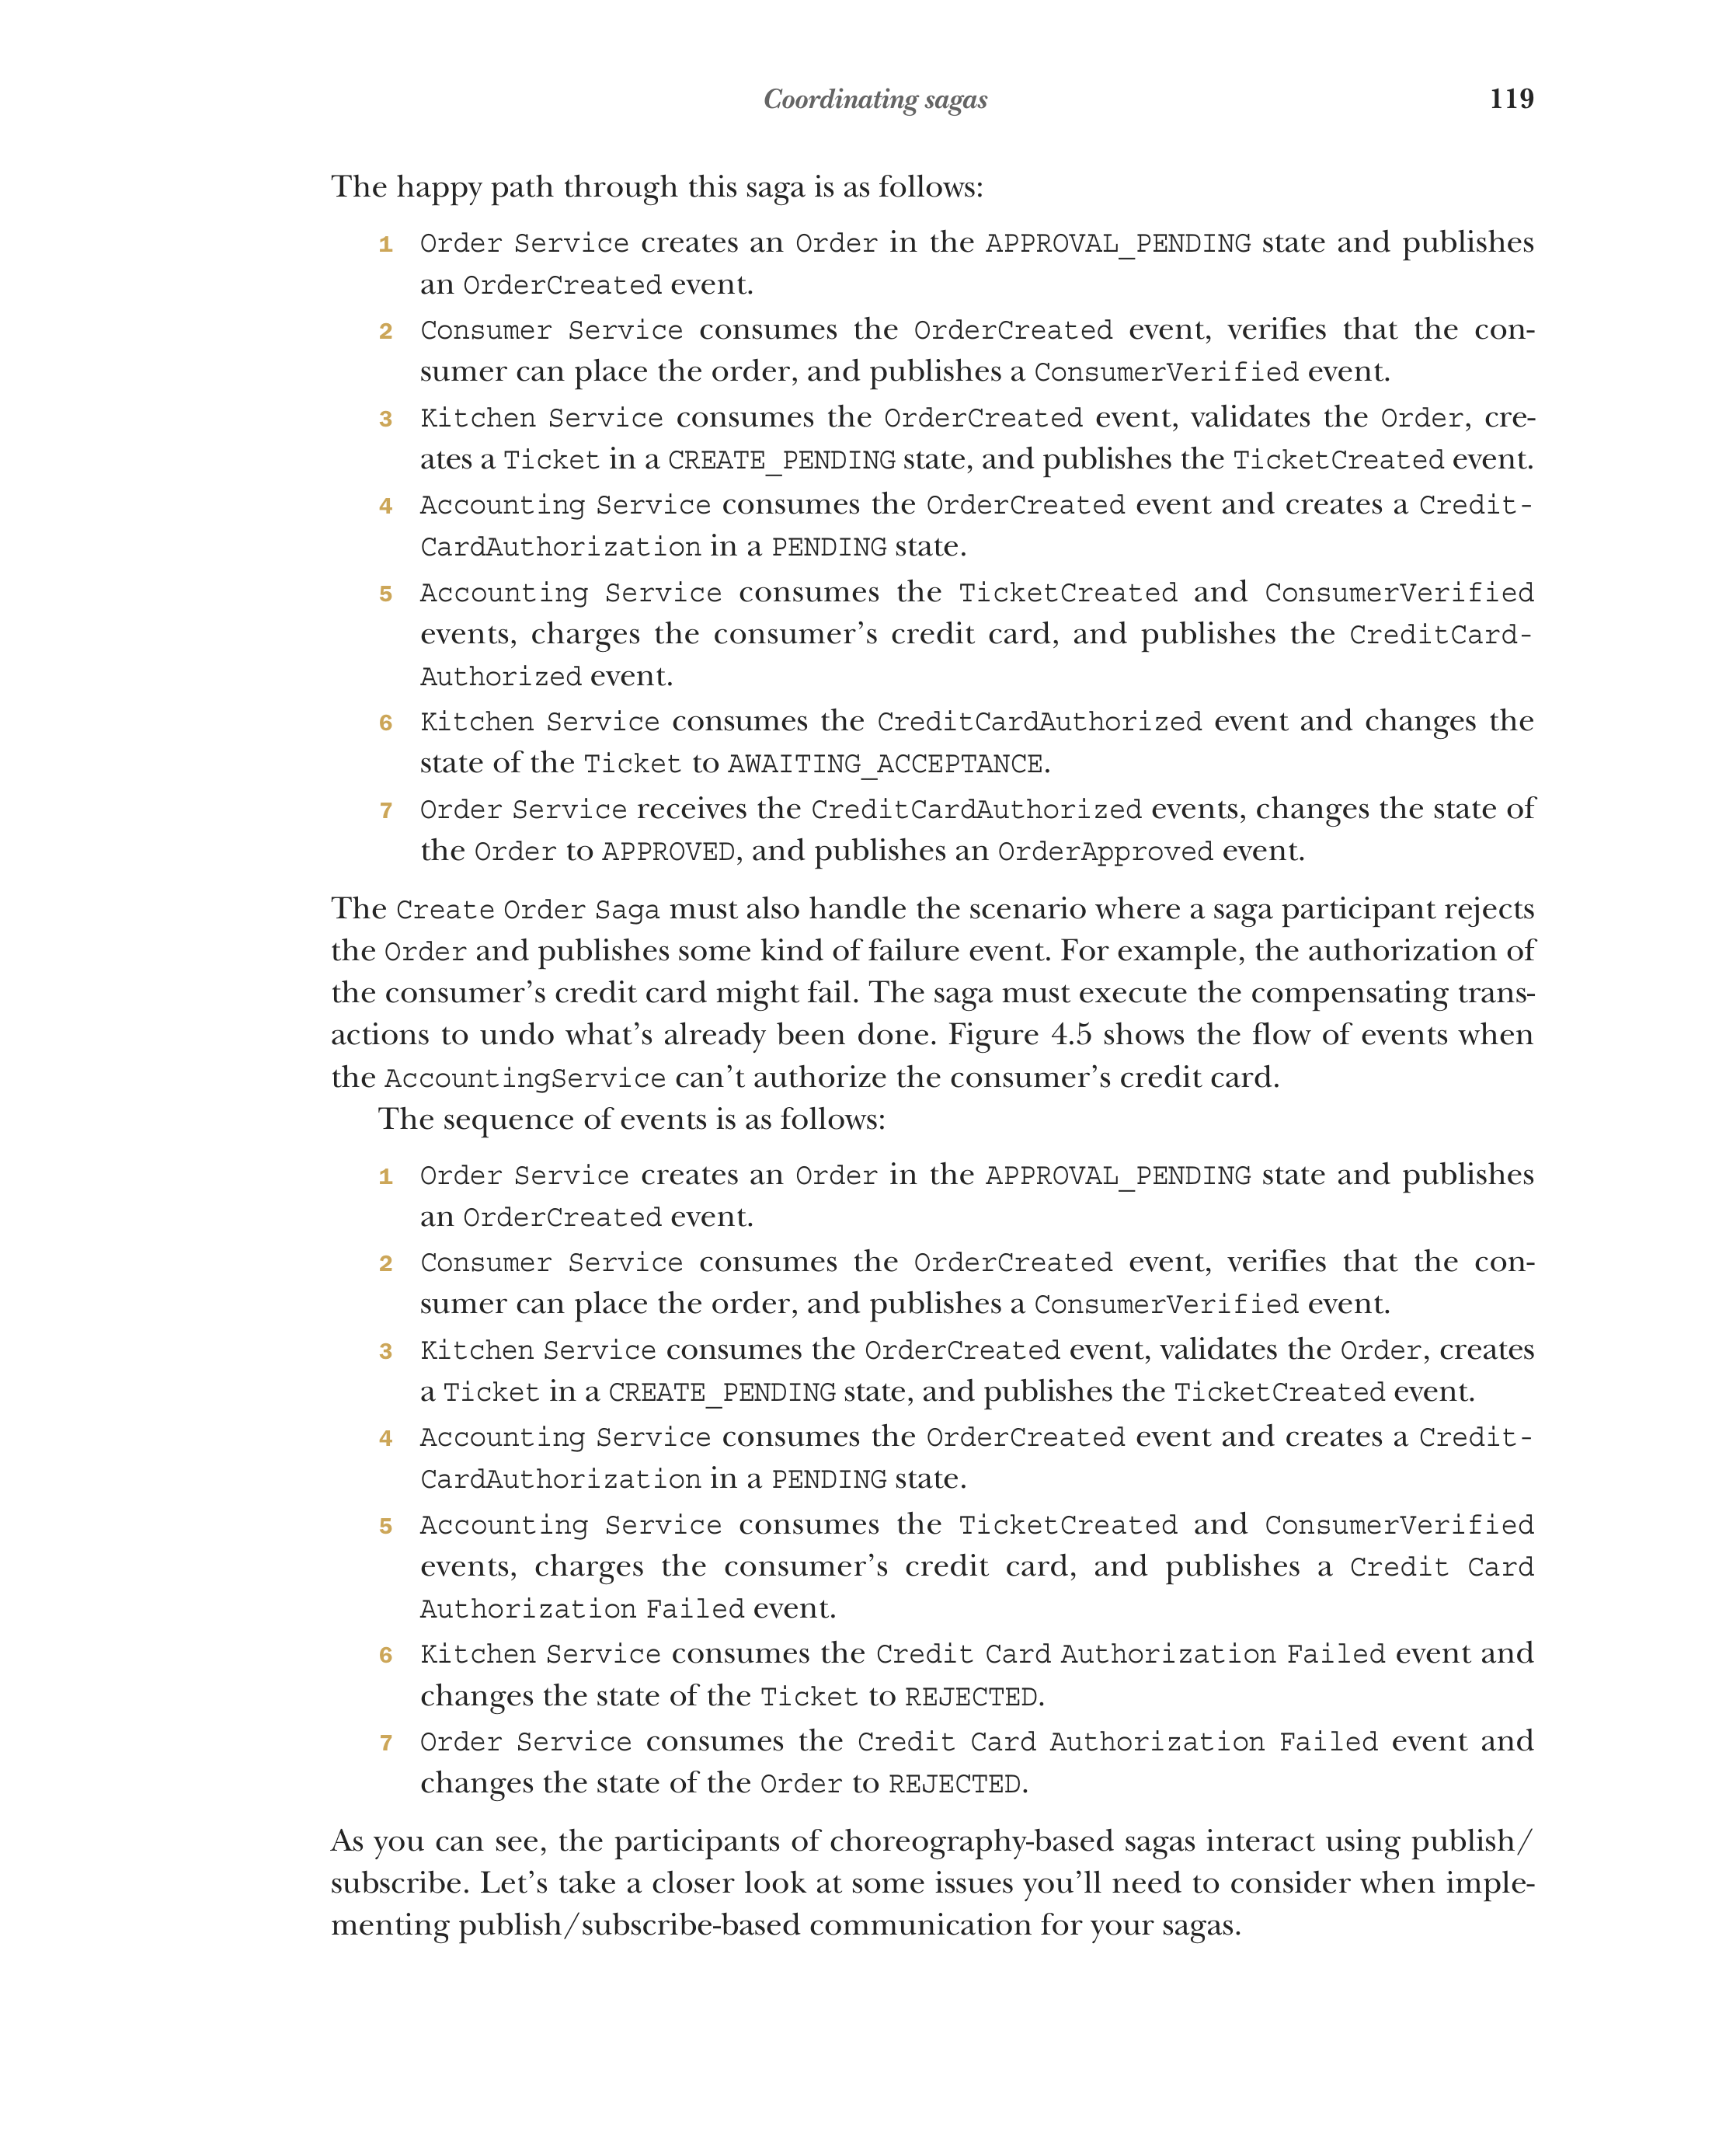 Coordinating sagas 119
The happy path through this saga is as follows:
1 Order Service creates an Order in the APPROVAL_PENDING state and publishes
an OrderCreated event.
2 Consumer Service consumes the OrderCreated event, verifies that the con-
sumer can place the order, and publishes a ConsumerVerified event.
3 Kitchen Service consumes the OrderCreated event, validates the Order, cre-
ates a Ticket in a CREATE_PENDING state, and publishes the TicketCreated event.
4 Accounting Service consumes the OrderCreated event and creates a Credit-
CardAuthorization in a PENDING state.
5 Accounting Service consumes the TicketCreated and ConsumerVerified
events, charges the consumer’s credit card, and publishes the CreditCard-
Authorized event.
6 Kitchen Service consumes the CreditCardAuthorized event and changes the
state of the Ticket to AWAITING_ACCEPTANCE.
7 Order Service receives the CreditCardAuthorized events, changes the state of
the Order to APPROVED, and publishes an OrderApproved event.
The Create Order Saga must also handle the scenario where a saga participant rejects
the Order and publishes some kind of failure event. For example, the authorization of
the consumer’s credit card might fail. The saga must execute the compensating trans-
actions to undo what’s already been done. Figure 4.5 shows the flow of events when
the AccountingService can’t authorize the consumer’s credit card.
The sequence of events is as follows:
1 Order Service creates an Order in the APPROVAL_PENDING state and publishes
an OrderCreated event.
2 Consumer Service consumes the OrderCreated event, verifies that the con-
sumer can place the order, and publishes a ConsumerVerified event.
3 Kitchen Service consumes the OrderCreated event, validates the Order, creates
a Ticket in a CREATE_PENDING state, and publishes the TicketCreated event.
4 Accounting Service consumes the OrderCreated event and creates a Credit-
CardAuthorization in a PENDING state.
5 Accounting Service consumes the TicketCreated and ConsumerVerified
events, charges the consumer’s credit card, and publishes a Credit Card
Authorization Failed event.
6 Kitchen Service consumes the Credit Card Authorization Failed event and
changes the state of the Ticket to REJECTED.
7 Order Service consumes the Credit Card Authorization Failed event and
changes the state of the Order to REJECTED.
As you can see, the participants of choreography-based sagas interact using publish/
subscribe. Let’s take a closer look at some issues you’ll need to consider when imple-
menting publish/subscribe-based communication for your sagas.